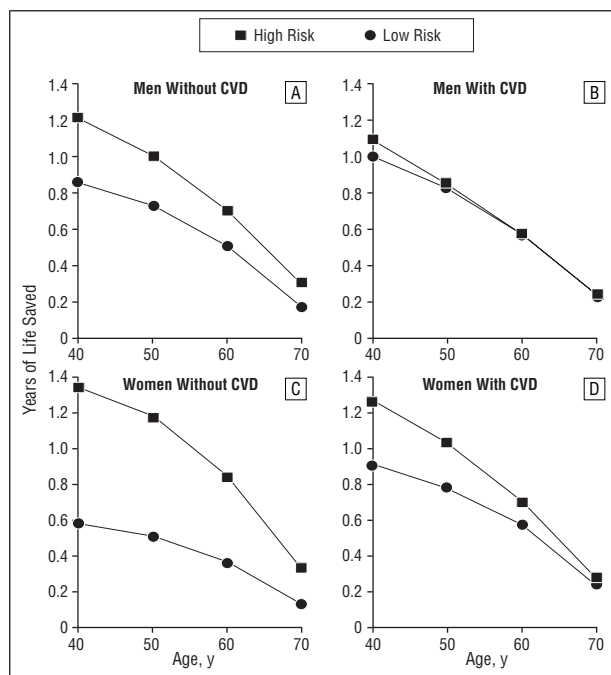 High Risk Low Risk
Men Without CVD A
Men With CVD B
Years of Life Saved
1.4
1.2
1.0
0.8
0.6
0.4
0.2
0
40 50 60 70
1.4
1.2
1.0
0.8
0.6
0.4
0.2
0
40 50 60 70
Women Without CVD C
Women With CVD D
1.4
1.2
1.0
0.8
0.6
0.4
0.2
0
40 50 60 70
Age, y
1.4
1.2
1.0
0.8
0.6
0.4
0.2
0
40 50 60 70
Age, y